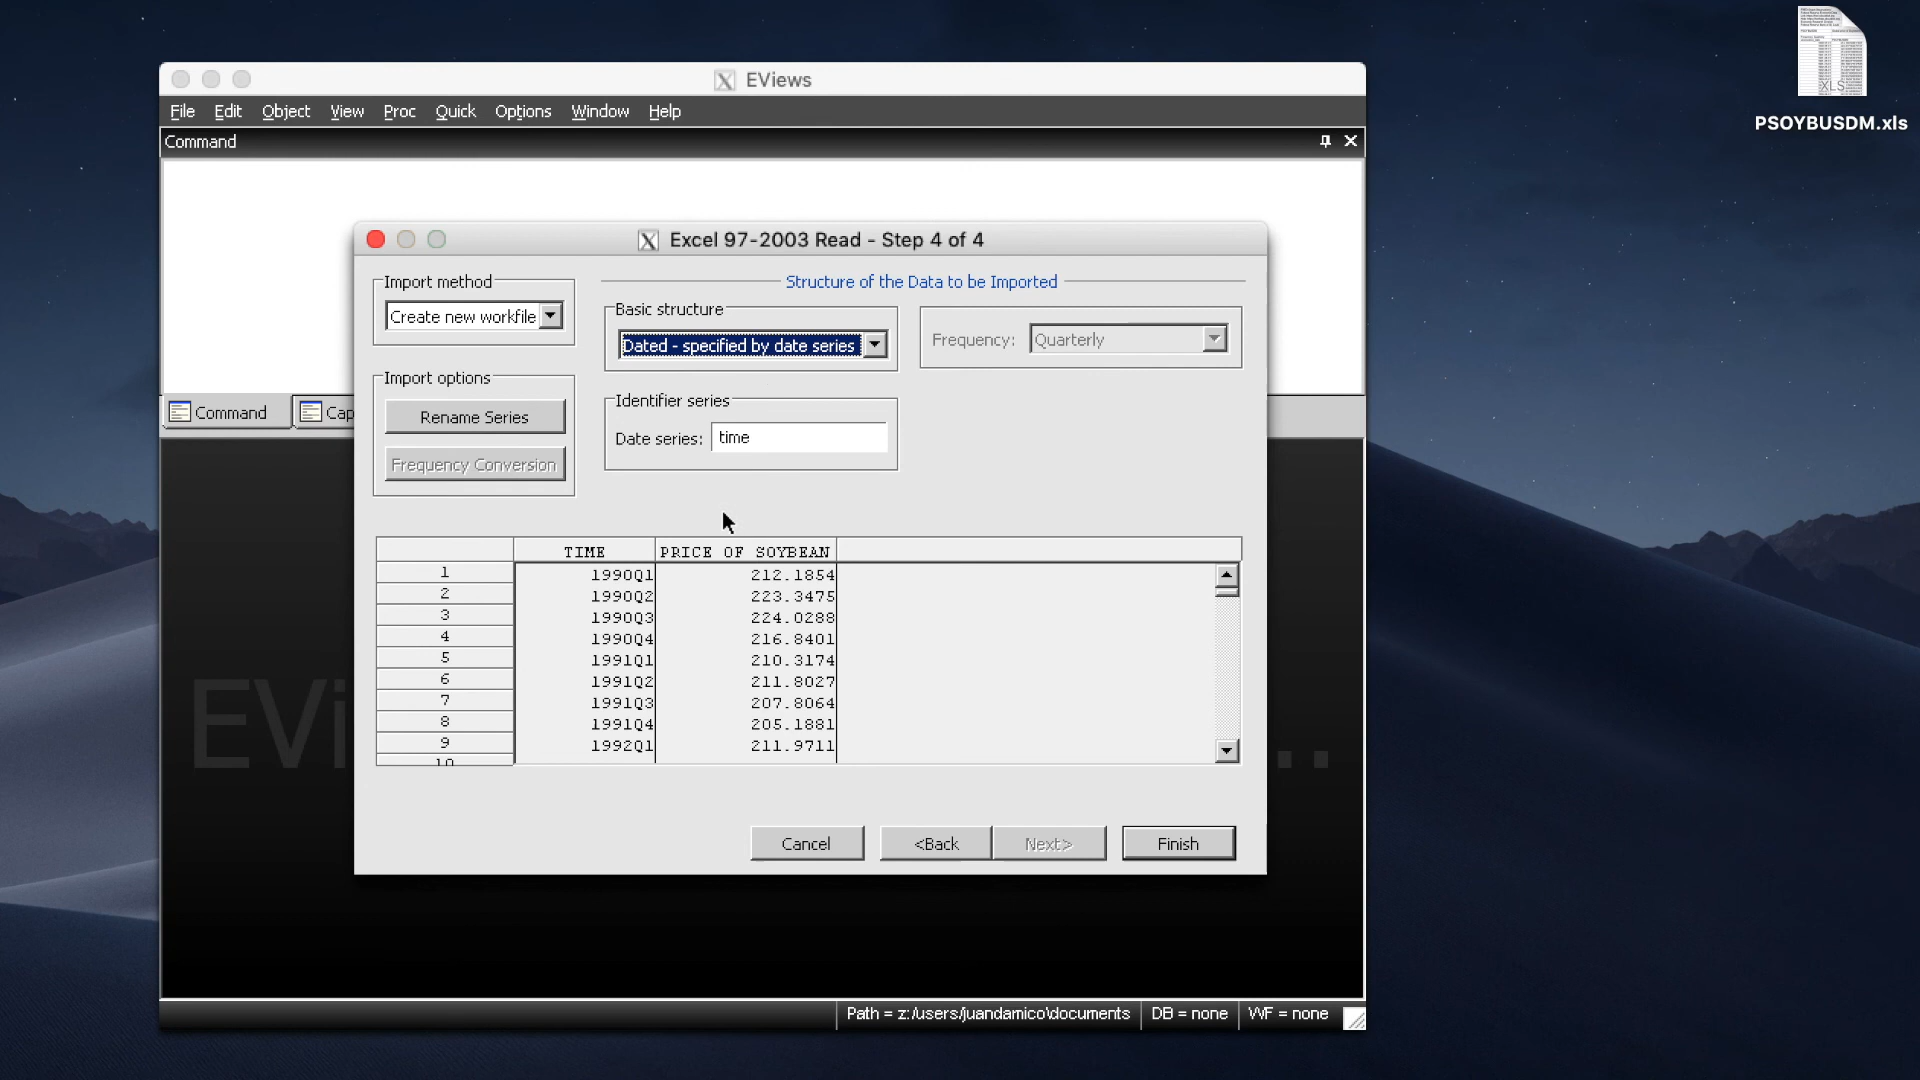 PSOYBUSDM.xls
EViews
File Edit Object View Proc Quick Options Window Help
Command
Excel 97-2003 Read - Step 4 of 4
Import method
Create new workfile
Import options
Rename Series
Frequency Conversion
Structure of the Data to be Imported
Basic structure
Dated - specified by date series
Frequency: Quarterly
Identifier series
Date series: time
Command
Cap
TIME PRICE OF SOYBEAN
1 1990Q1 212.1854
2 1990Q2 223.3475
3 1990Q3 224.0288
4 1990Q4 216.8401
5 1991Q1 210.3174
6 1991Q2 211.8027
7 1991Q3 207.8064
8 1991Q4 205.1881
9 1992Q1 211.9711
10
EVi
Cancel <Back Next> Finish
Path = z:/users/juandamico\documents DB = none WF = none